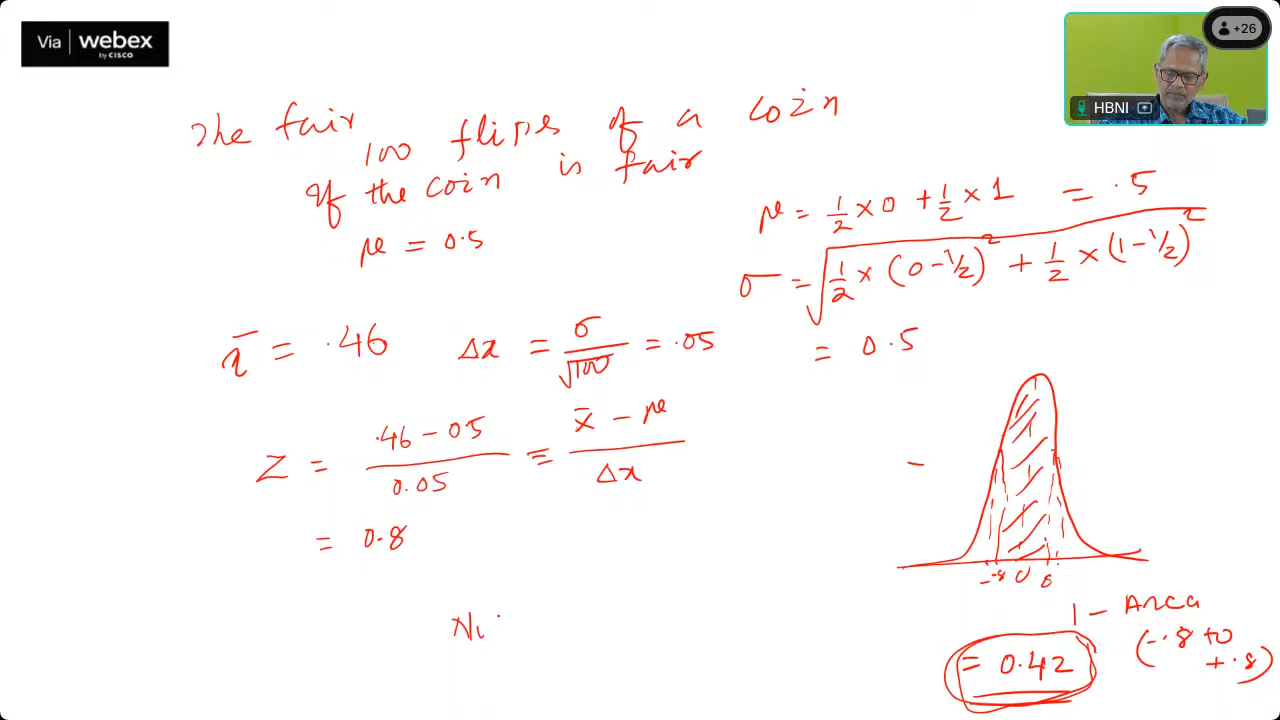 Via webex
by CISCO
+26
HBNI
The fair
100 flips of a coin
If the coin is fair
μ = 0.5
μ = 1/2 × 0 + 1/2 × 1 = .5
σ = √(1/2 × (0 - 1/2)² + 1/2 × (1 - 1/2)²)
= 0.5
x̄ = .46 Δx = σ/√100 = .05
Z = (.46 - 05)/0.05 = (x̄ - μ)/Δx
= 0.8
-
-.8 0 8
1 - Area
(-.8 to
+.8)
= 0.42